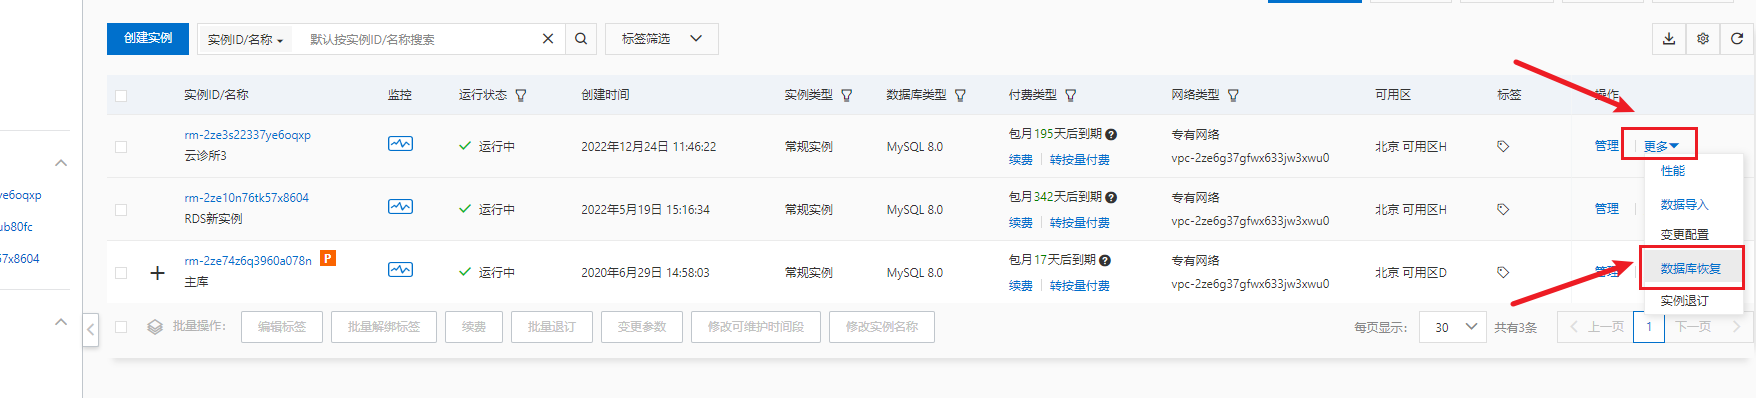 创建实例
实例ID/名称
默认按实例ID/名称搜索
标签筛选
实例ID/名称 监控 运行状态 创建时间 实例类型 数据库类型 付费类型 网络类型 可用区 标签 操作
rm-2ze3s22337ye6oqxp
云诊所3
运行中 2022年12月24日 11:46:22 常规实例 MySQL 8.0
包月195天后到期
续费 转按量付费
专有网络
vpc-2ze6g37gfwx633jw3xwu0
北京 可用区H
管理 更多
rm-2ze10n76tk57x8604
RDS新实例
运行中 2022年5月19日 15:16:34 常规实例 MySQL 8.0
包月342天后到期
续费 转按量付费
专有网络
vpc-2ze6g37gfwx633jw3xwu0
北京 可用区H
管理
rm-2ze74z6q3960a078n P
主库
运行中 2020年6月29日 14:58:03 常规实例 MySQL 8.0
包月17天后到期
续费 转按量付费
专有网络
vpc-2ze6g37gfwx633jw3xwu0
北京 可用区D
管理
性能
数据导入
变更配置
数据库恢复
实例退订
批量操作: 编辑标签 批量解绑标签 续费 批量退订 变更参数 修改可维护时间段 修改实例名称
每页显示: 30 共有3条 上一页 1 下一页
ye6oqxp
ub80fc
57x8604